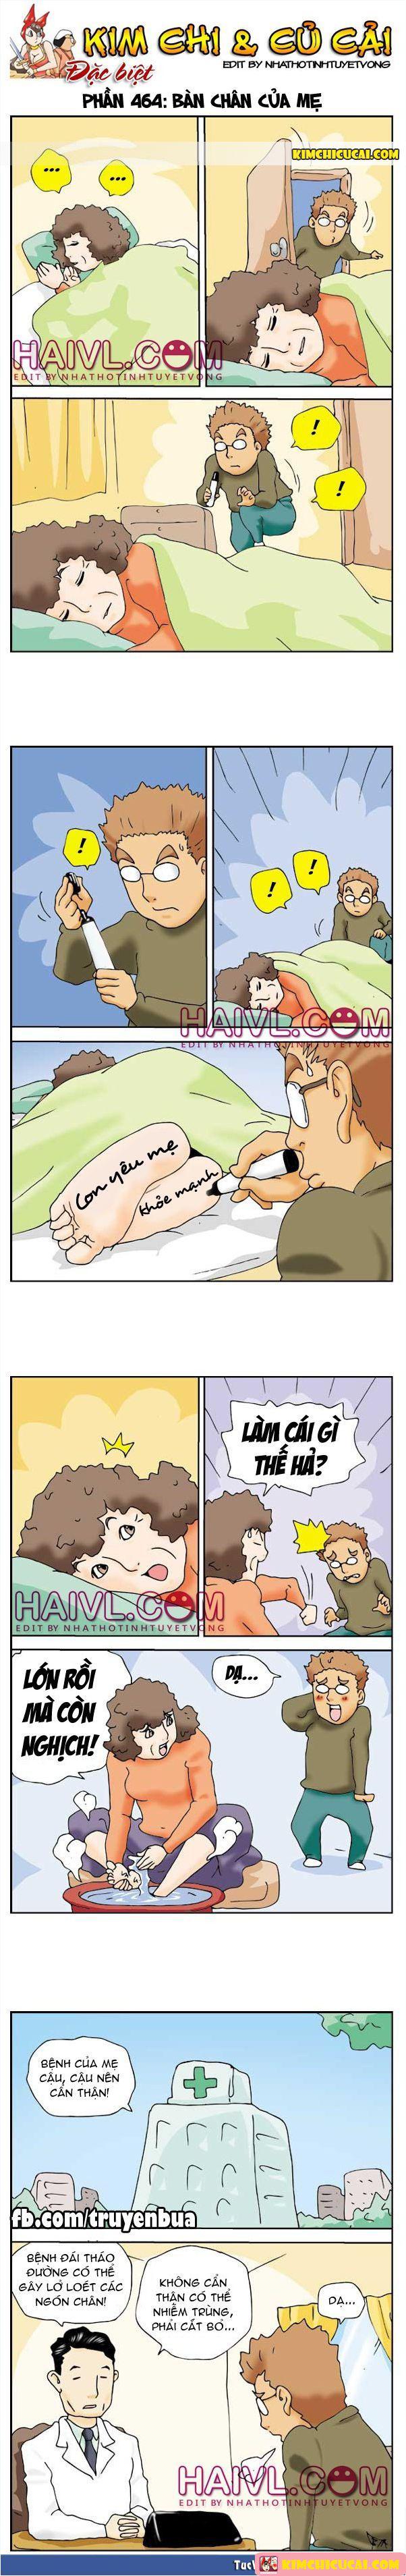 KIM CHI & CỦ CẢI
EDIT BY NHATHOTINHTUYETVONG
Đặc biệt
PHẦN 464: BÀN CHÂN CỦA MẸ
KIMCHICUCAI.COM
...
...
HAIVL.COM
EDIT BY NHATHOTINHTUYETVONG
!
!
!
!
!
HAIVL.COM
EDIT BY NHATHOTINHTUYETVONG
Con yêu mẹ
khỏe mạnh
LÀM CÁI GÌ
THẾ HẢ?
HAIVL.COM
EDIT BY NHATHOTINHTUYETVONG
LỚN RỒI
MÀ CÒN
NGHỊCH!
DẠ...
BỆNH CỦA MẸ
CẬU, CẬU NÊN
CẨN THẬN!
fb.com/truyenbua
BỆNH ĐÁI THÁO
ĐƯỜNG CÓ THỂ
GÂY LỞ LOÉT CÁC
NGÓN CHÂN!
KHÔNG CẨN
THẬN CÓ THỂ
NHIỄM TRÙNG,
PHẢI CẮT BỎ...
DẠ...
HAIVL.COM
EDIT BY NHATHOTINHTUYETVONG
KIMCHICUCAI.COM